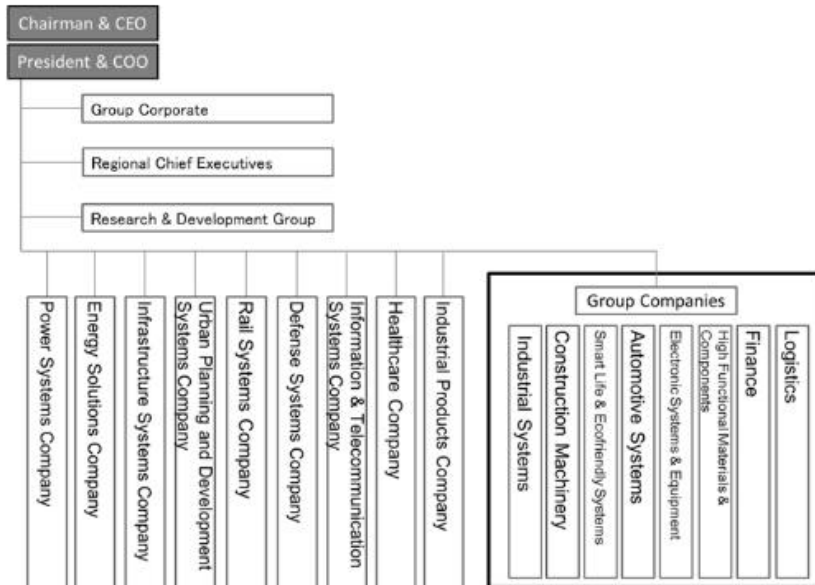 Chairman & CEO
President & COO
Group Corporate
Regional Chief Executives
Research & Development Group
Power Systems Company
Energy Solutions Company
Infrastructure Systems Company
Urban Planning and Development
Systems Company
Rail Systems Company
Defense Systems Company
Information & Telecommunication
Systems Company
Healthcare Company
Industrial Products Company
Group Companies
Industrial Systems
Construction Machinery
Smart Life & Ecofriendly Systems
Automotive Systems
Electronic Systems & Equipment
High Functional Materials &
Components
Finance
Logistics